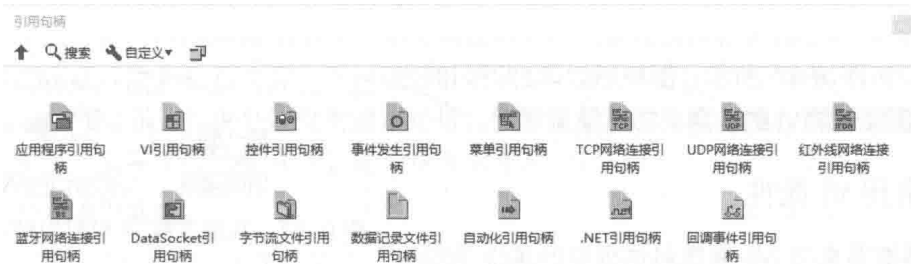 引用句柄
搜索 自定义▾
应用程序引用句柄
VI引用句柄
控件引用句柄
事件发生引用句柄
菜单引用句柄
TCP网络连接引用句柄
UDP网络连接引用句柄
红外线网络连接引用句柄
蓝牙网络连接引用句柄
DataSocket引用句柄
字节流文件引用句柄
数据记录文件引用句柄
自动化引用句柄
.NET引用句柄
回调事件引用句柄